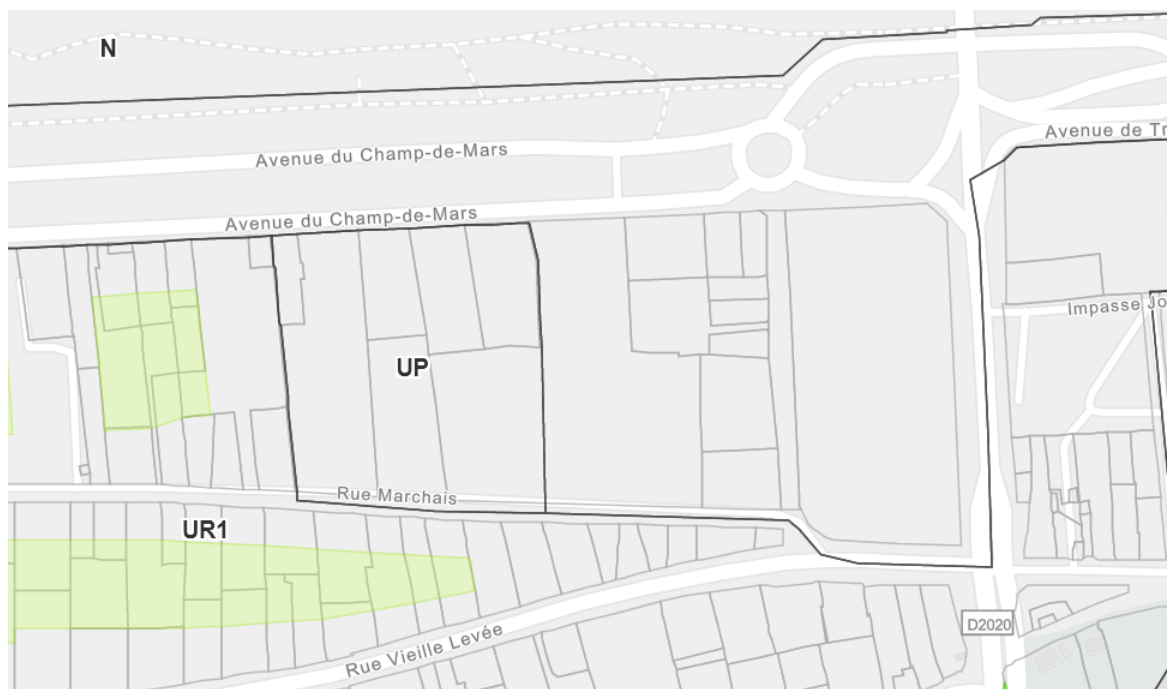 N
Avenue de Tr
Avenue du Champ-de-Mars
Avenue du Champ-de-Mars
Impasse Jo
UP
Rue Marchais
UR1
D2020
Rue Vieille Levée